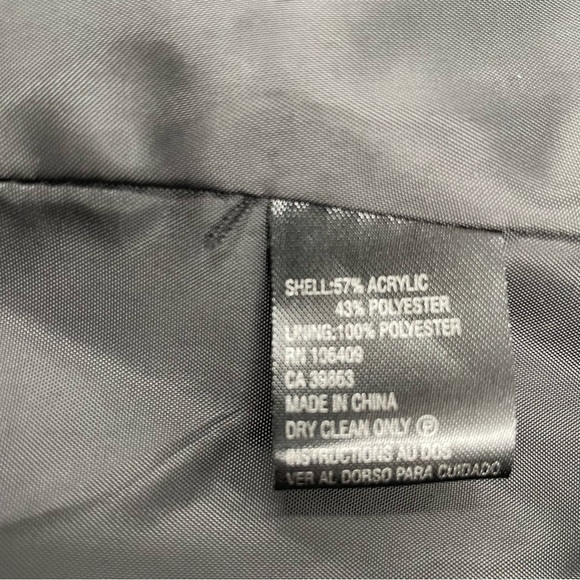 SHELL:57% ACRYLIC
43% POLYESTER
LINING:100% POLYESTER
RN 106409
CA 39863
MADE IN CHINA
DRY CLEAN ONLY Ⓟ
INSTRUCTIONS AU DOS
VER AL DORSO PARA CUIDADO